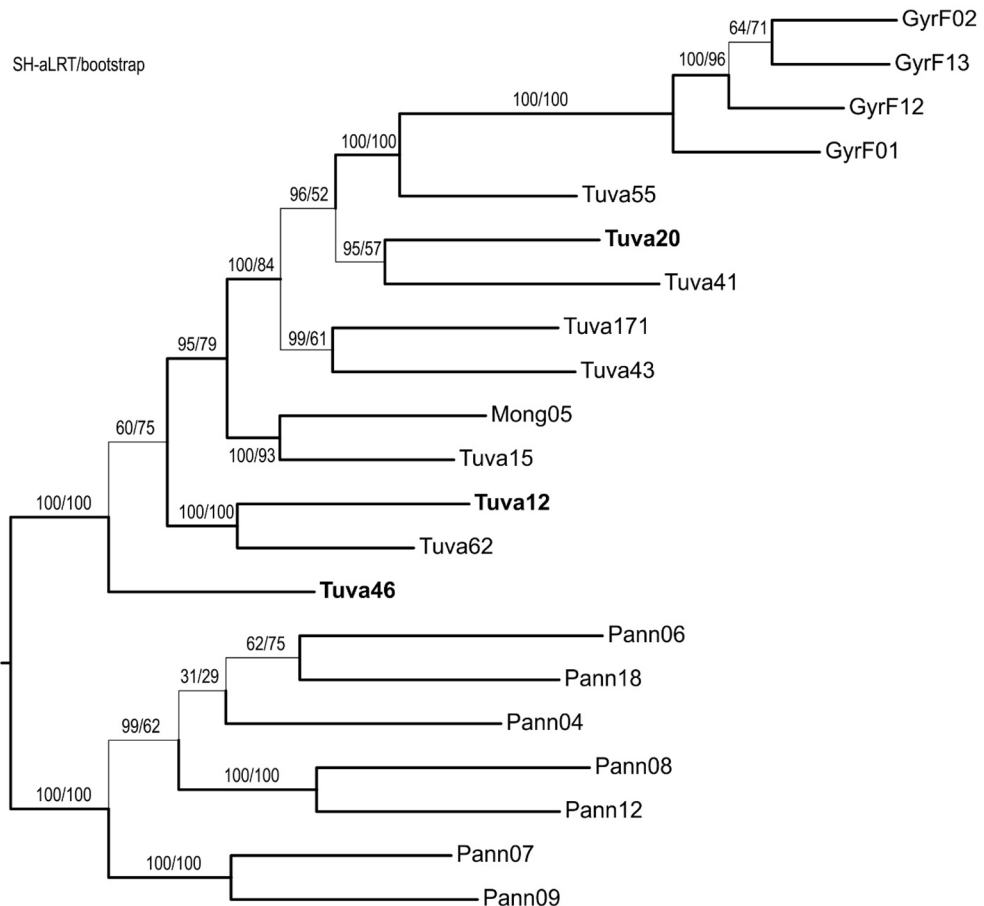 GyrF02
64/71
SH-aLRT/bootstrap
GyrF13
100/96
100/100
GyrF12
100/100
GyrF01
96/52
Tuva55
95/57
Tuva20
100/84
Tuva41
Tuva171
99/61
95/79
Tuva43
Mong05
60/75
100/93
Tuva15
100/100
Tuva12
100/100
Tuva62
Tuva46
Pann06
62/75
31/29
Pann18
99/62
Pann04
100/100
Pann08
100/100
Pann12
100/100
Pann07
Pann09